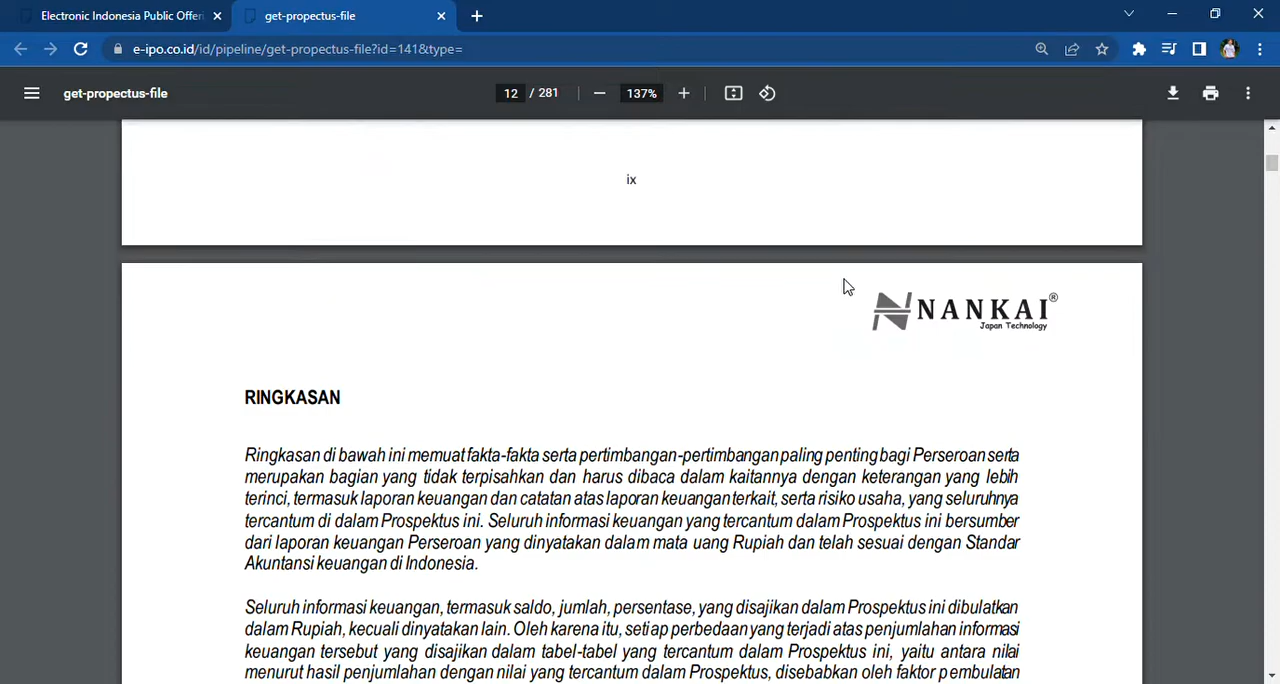 Electronic Indonesia Public Offeri
get-propectus-file
e-ipo.co.id/id/pipeline/get-propectus-file?id=141&type=
get-propectus-file
12 / 281
137%
ix
NANKAI®
Japan Technology
RINGKASAN
Ringkasan di bawah ini memuat fakta-fakta serta pertimbangan-pertimbangan paling penting bagi Perseroan serta
merupakan bagian yang tidak terpisahkan dan harus dibaca dalam kaitannya dengan keterangan yang lebih
terinci, termasuk laporan keuangan dan catatan atas laporan keuangan terkait, serta risiko usaha, yang seluruhnya
tercantum di dalam Prospektus ini. Seluruh informasi keuangan yang tercantum dalam Prospektus ini bersumber
dari laporan keuangan Perseroan yang dinyatakan dalam mata uang Rupiah dan telah sesuai dengan Standar
Akuntansi keuangan di Indonesia.
Seluruh informasi keuangan, termasuk saldo, jumlah, persentase, yang disajikan dalam Prospektus ini dibulatkan
dalam Rupiah, kecuali dinyatakan lain. Oleh karena itu, setiap perbedaan yang terjadi atas penjumlahan informasi
keuangan tersebut yang disajikan dalam tabel-tabel yang tercantum dalam Prospektus ini, yaitu antara nilai
menurut hasil penjumlahan dengan nilai yang tercantum dalam Prospektus, disebabkan oleh faktor pembulatan